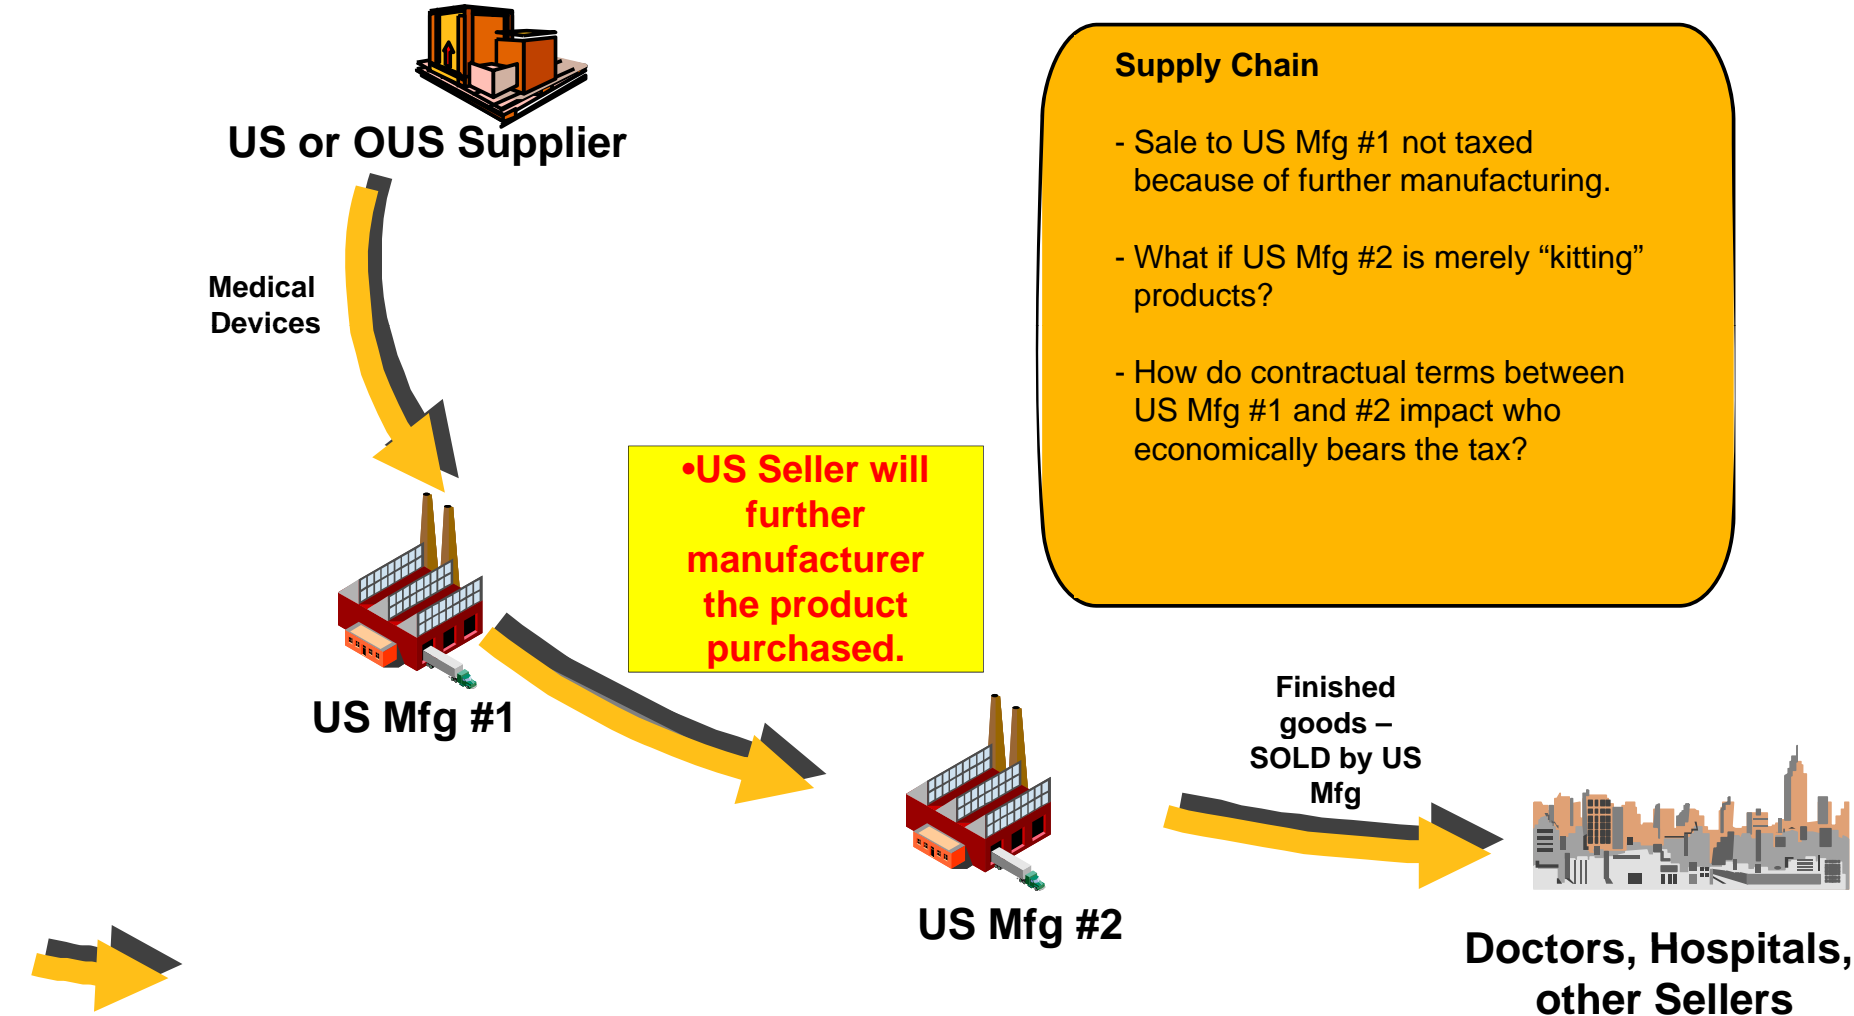 US or OUS Supplier
Medical
Devices
US Mfg #1
•US Seller will
further
manufacturer
the product
purchased.
US Mfg #2
Supply Chain
- Sale to US Mfg #1 not taxed
because of further manufacturing.
- What if US Mfg #2 is merely “kitting”
products?
- How do contractual terms between
US Mfg #1 and #2 impact who
economically bears the tax?
Finished
goods –
SOLD by US
Mfg
Doctors, Hospitals,
other Sellers